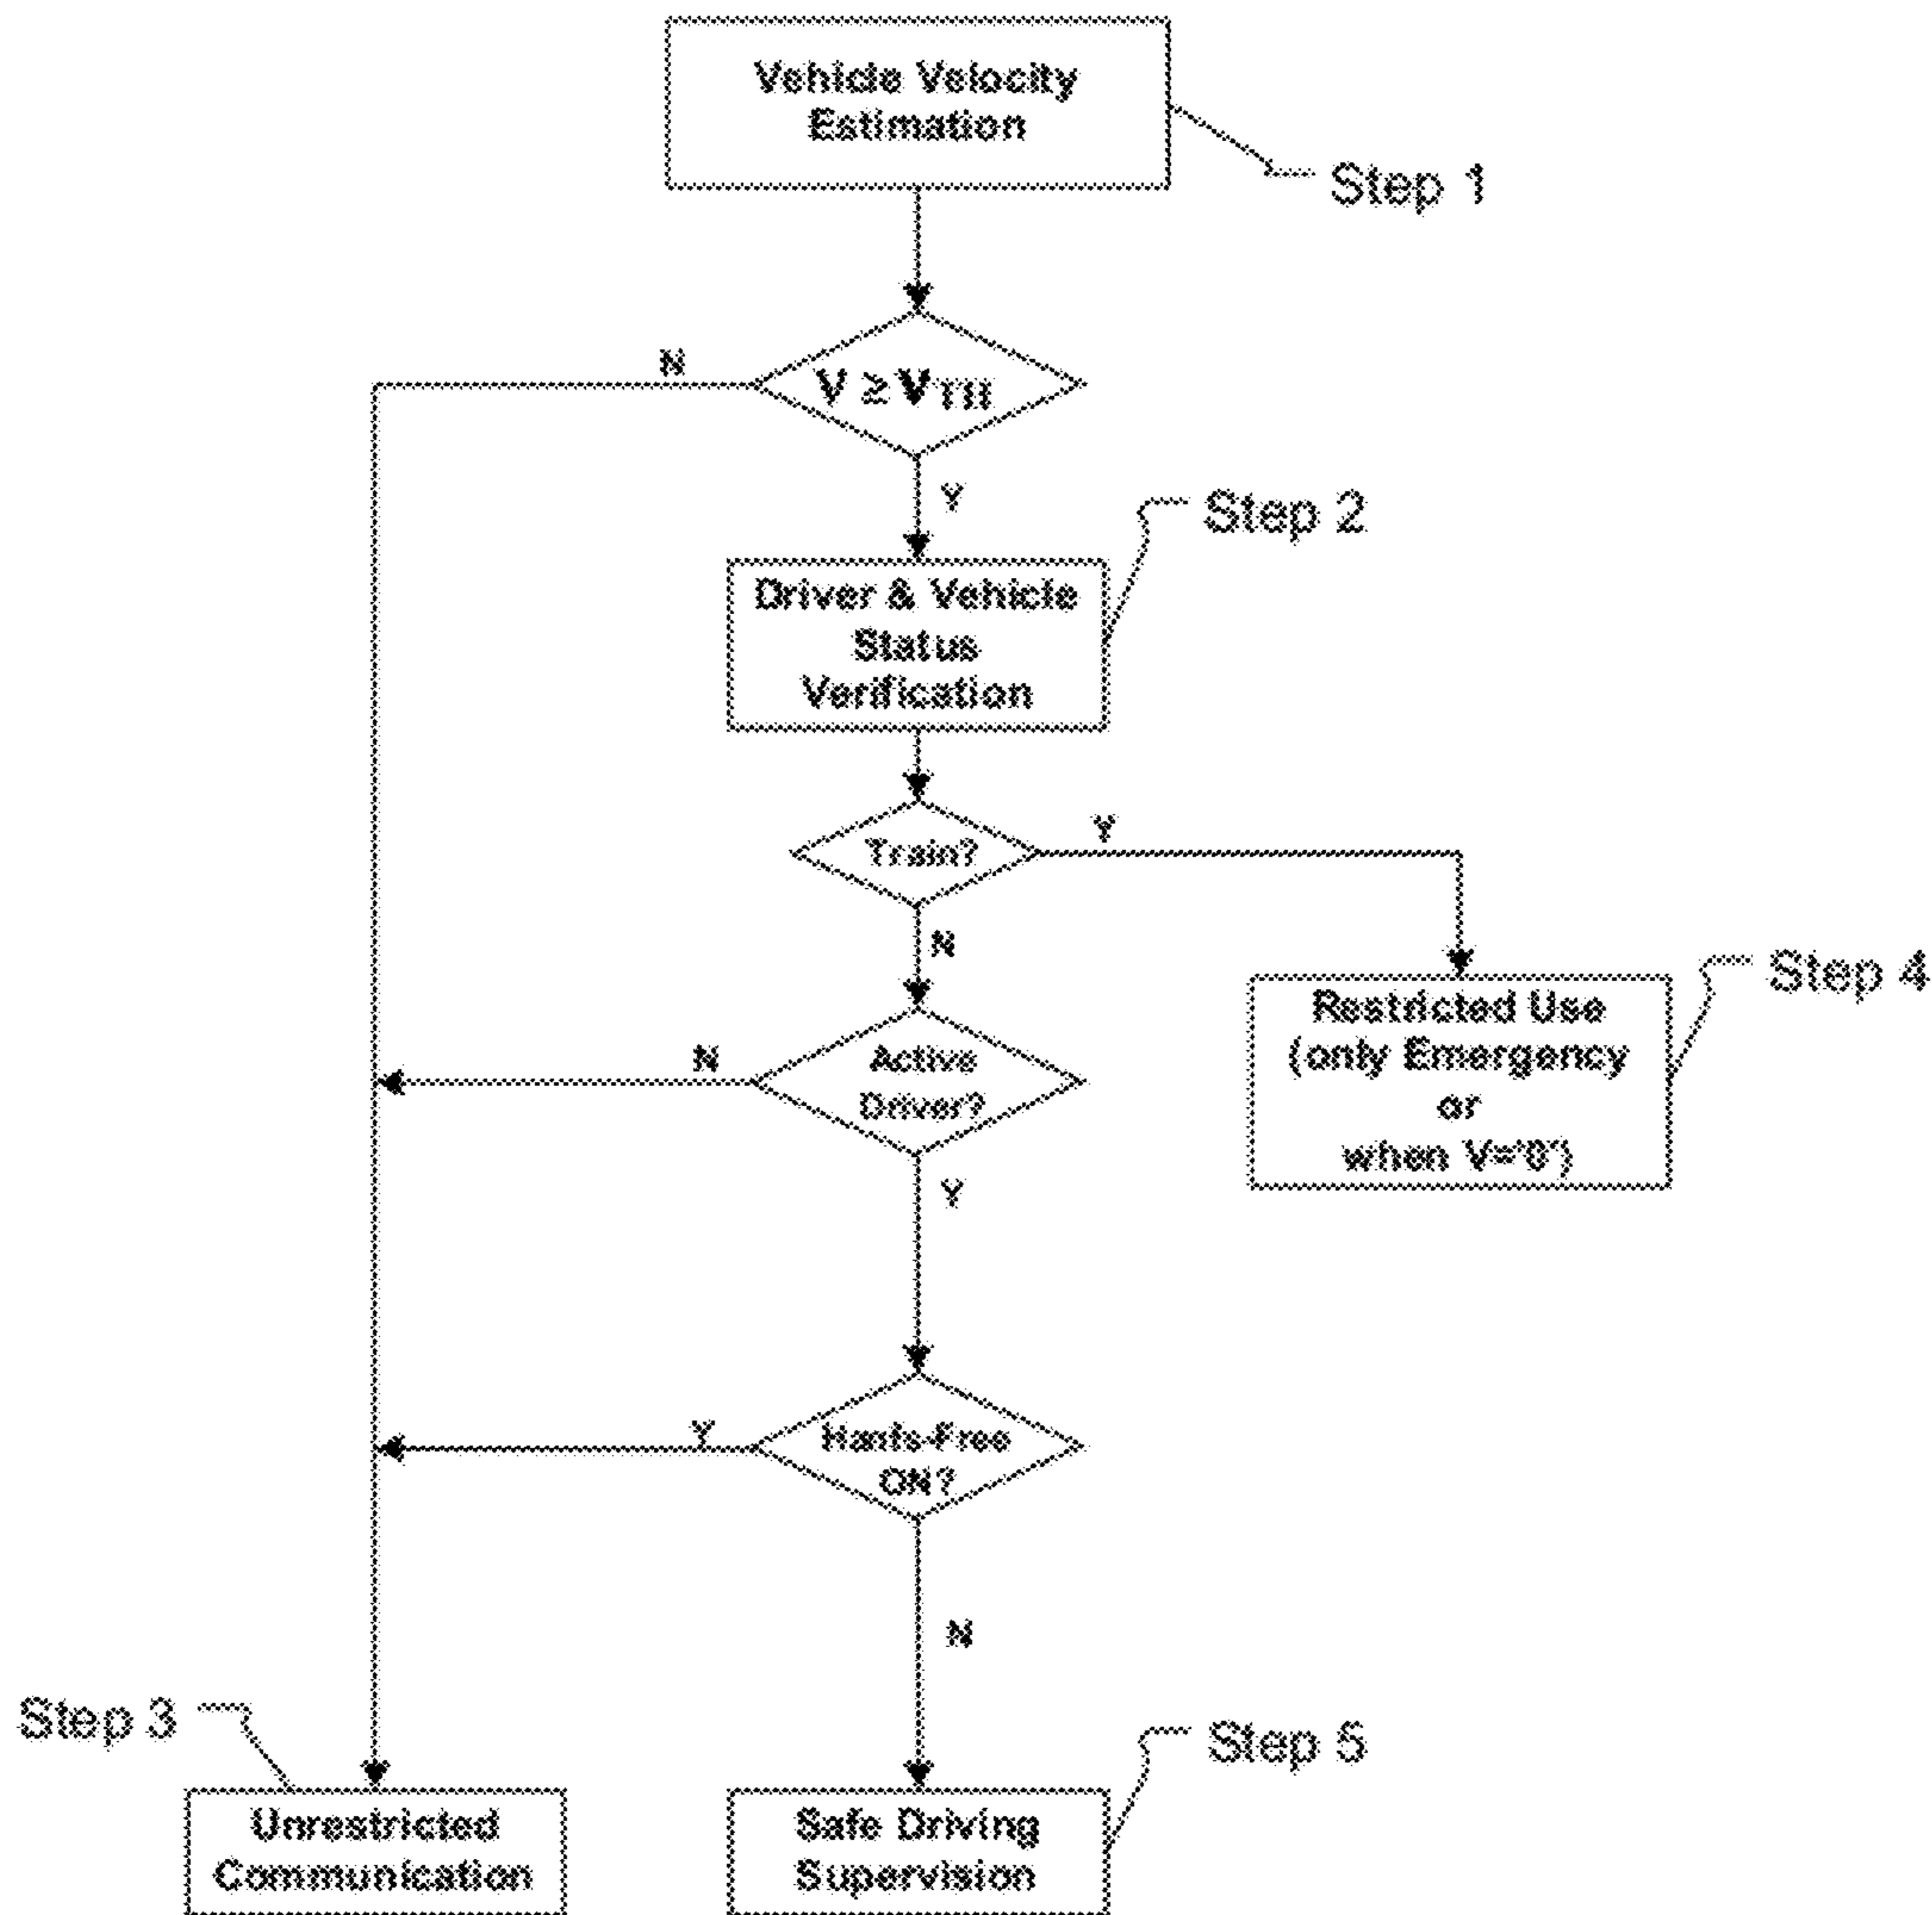 Vehicle Velocity
Estimation
Step 1
N
V ≥ VTH
Y
Step 2
Driver & Vehicle
Status
Verification
Train?
Y
N
Step 4
Restricted Use
(only Emergency
or
when V="0")
Active
Driver?
N
Y
Hands-Free
ON?
Y
N
Step 3
Step 5
Unrestricted
Communication
Safe Driving
Supervision